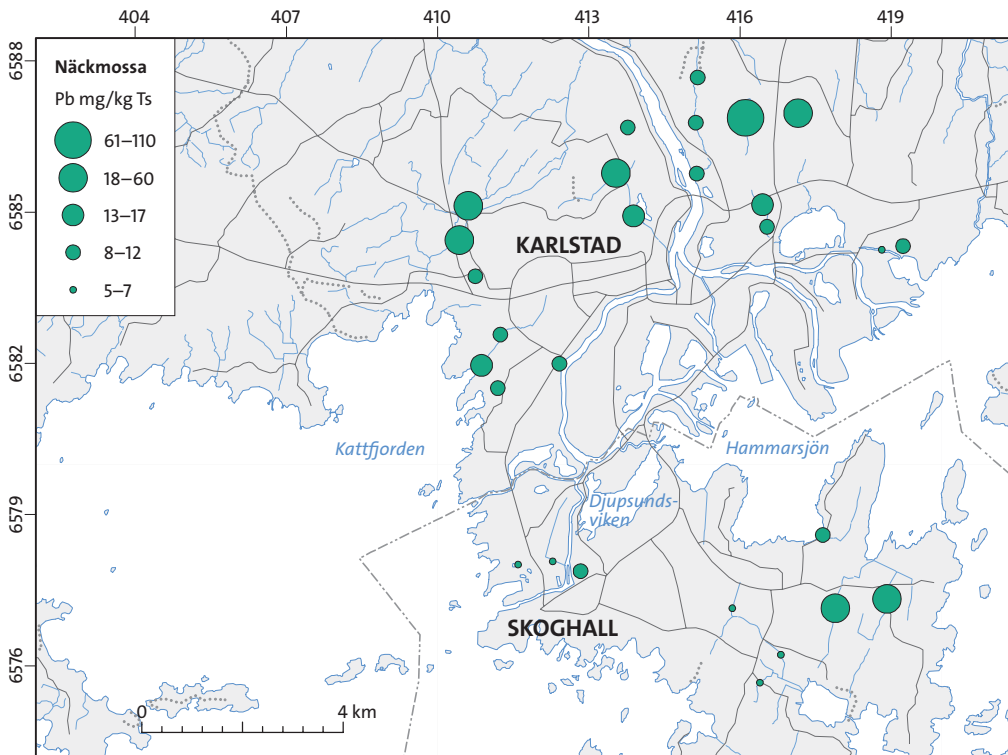 404 407 410 413 416 419
6588
6585
6582
6579
6576
Näckmossa
Pb mg/kg Ts
61–110
18–60
13–17
8–12
5–7
KARLSTAD
Kattfjorden
Hammarsjön
Djupsunds-
viken
SKOGHALL
0 4 km